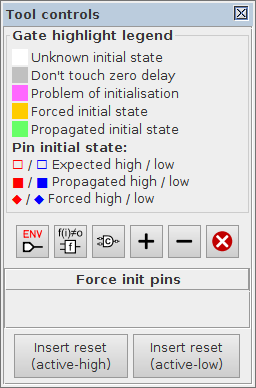 Tool controls
Gate highlight legend
Unknown initial state
Don't touch zero delay
Problem of initialisation
Forced initial state
Propagated initial state
Pin initial state:
□ / □ Expected high / low
■ / ■ Propagated high / low
◆ / ◆ Forced high / low
ENV f(i)≠o f C + −
Force init pins
Insert reset
(active-high)
Insert reset
(active-low)